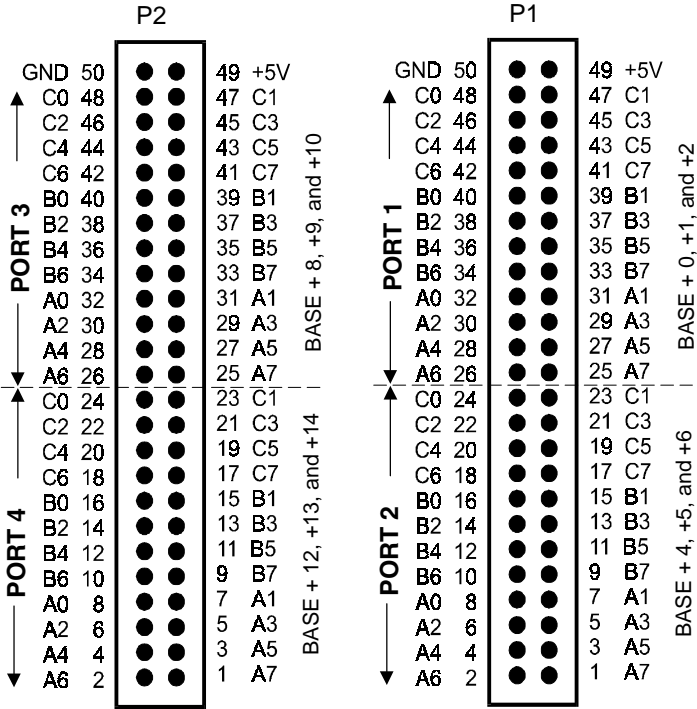 P2
GND 50 49 +5V
C0 48 47 C1
C2 46 45 C3
C4 44 43 C5
C6 42 41 C7
B0 40 39 B1
B2 38 37 B3
B4 36 35 B5
B6 34 33 B7
A0 32 31 A1
A2 30 29 A3
A4 28 27 A5
A6 26 25 A7
C0 24 23 C1
C2 22 21 C3
C4 20 19 C5
C6 18 17 C7
B0 16 15 B1
B2 14 13 B3
B4 12 11 B5
B6 10 9 B7
A0 8 7 A1
A2 6 5 A3
A4 4 3 A5
A6 2 1 A7
PORT 3
PORT 4
BASE + 8, +9, and +10
BASE + 12, +13, and +14
P1
GND 50 49 +5V
C0 48 47 C1
C2 46 45 C3
C4 44 43 C5
C6 42 41 C7
B0 40 39 B1
B2 38 37 B3
B4 36 35 B5
B6 34 33 B7
A0 32 31 A1
A2 30 29 A3
A4 28 27 A5
A6 26 25 A7
C0 24 23 C1
C2 22 21 C3
C4 20 19 C5
C6 18 17 C7
B0 16 15 B1
B2 14 13 B3
B4 12 11 B5
B6 10 9 B7
A0 8 7 A1
A2 6 5 A3
A4 4 3 A5
A6 2 1 A7
PORT 1
PORT 2
BASE + 0, +1, and +2
BASE + 4, +5, and +6